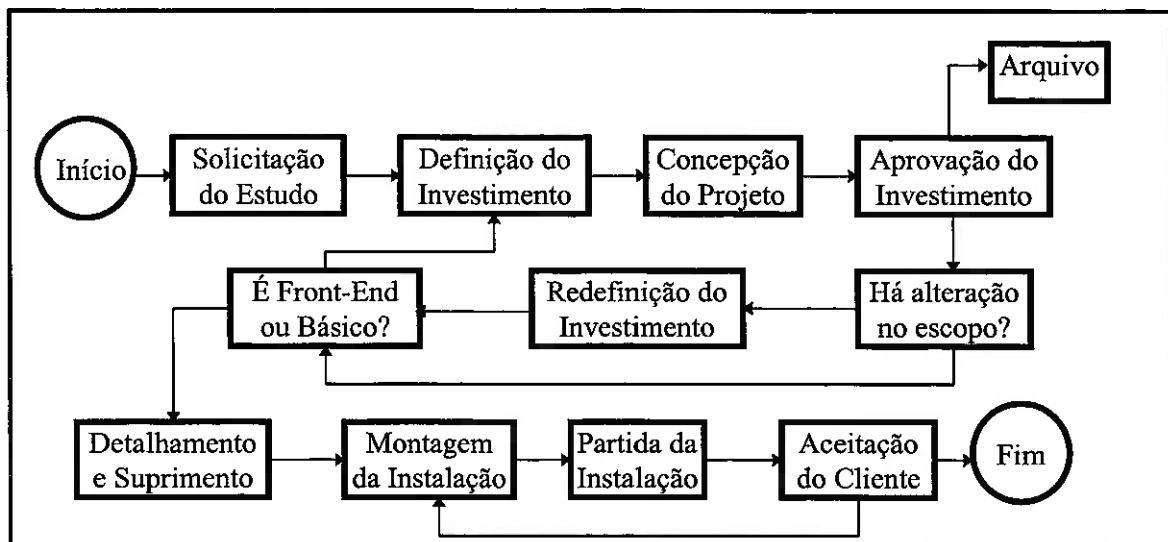 Arquivo
Início
Solicitação
do Estudo
Definição do
Investimento
Concepção
do Projeto
Aprovação do
Investimento
É Front-End
ou Básico?
Redefinição do
Investimento
Há alteração
no escopo?
Detalhamento
e Suprimento
Montagem
da Instalação
Partida da
Instalação
Aceitação
do Cliente
Fim